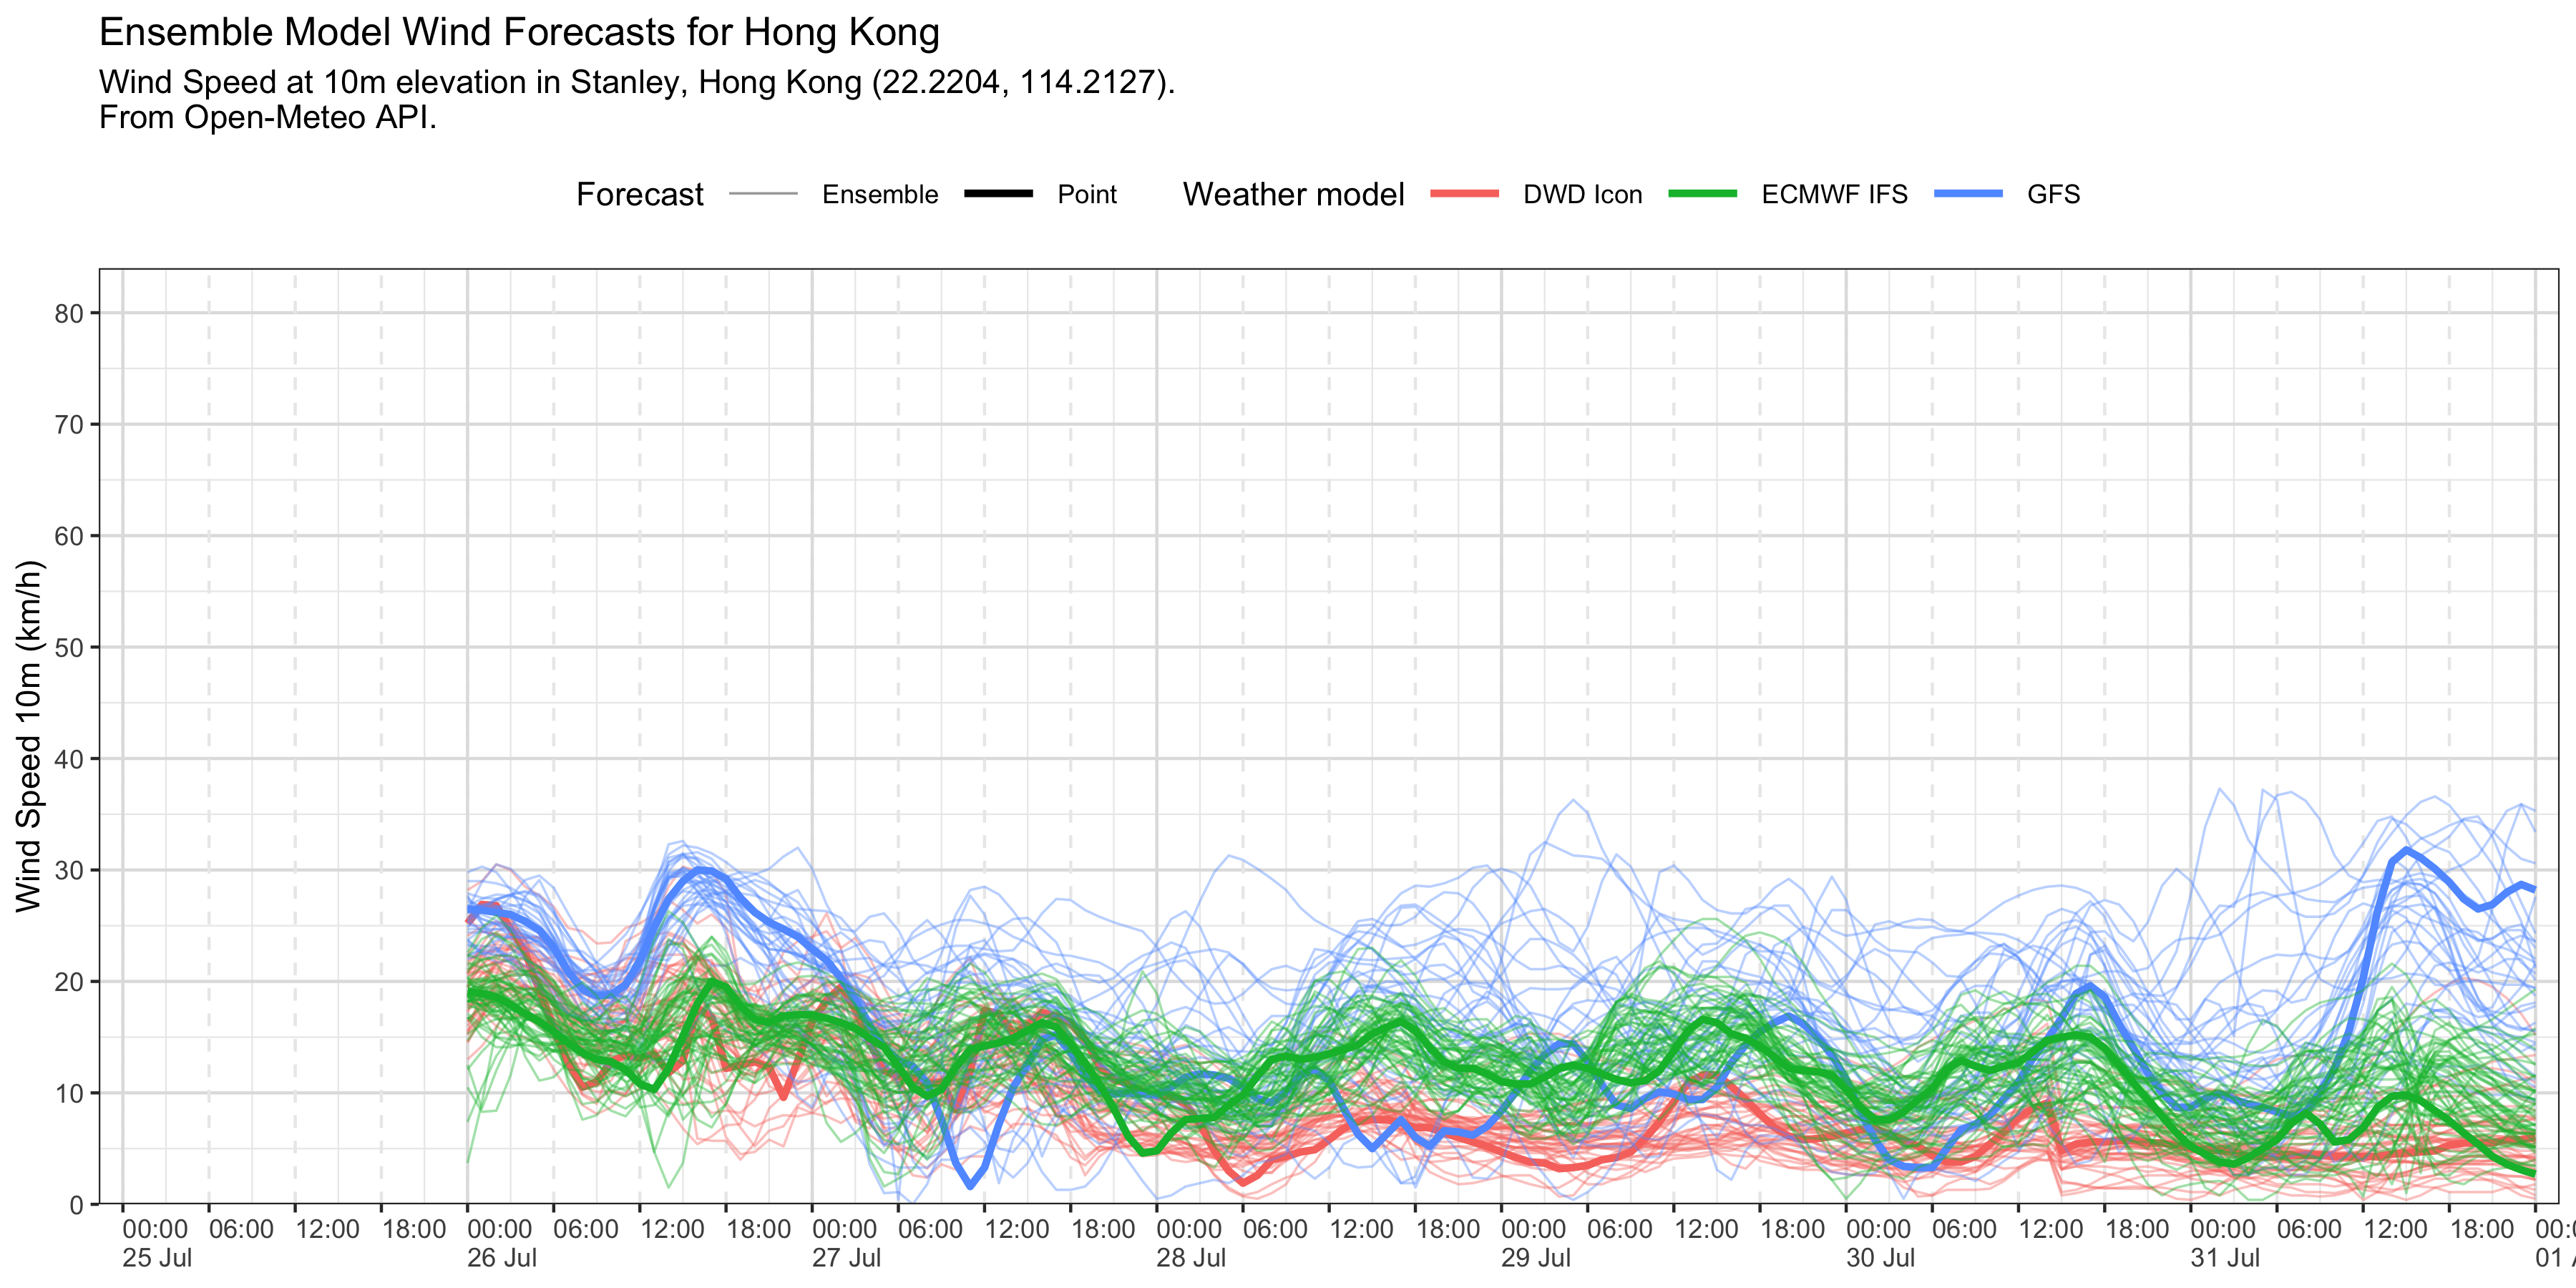 Ensemble Model Wind Forecasts for Hong Kong
Wind Speed at 10m elevation in Stanley, Hong Kong (22.2204, 114.2127).
From Open-Meteo API.
Forecast Ensemble Point Weather model DWD Icon ECMWF IFS GFS
Wind Speed 10m (km/h)
80
70
60
50
40
30
20
10
0
00:00 06:00 12:00 18:00 00:00 06:00 12:00 18:00 00:00 06:00 12:00 18:00 00:00 06:00 12:00 18:00 00:00 06:00 12:00 18:00 00:00 06:00 12:00 18:00 00:00 06:00 12:00 18:00
25 Jul 26 Jul 27 Jul 28 Jul 29 Jul 30 Jul 31 Jul 01